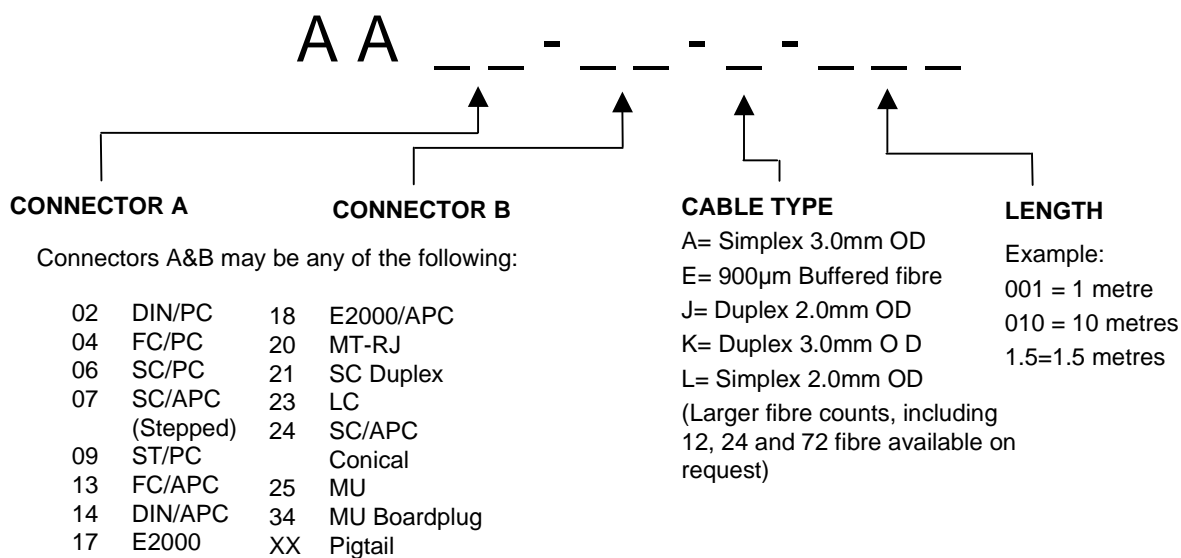 A A _ _ - _ _ - _ - _ _ _
CONNECTOR A
CONNECTOR B
Connectors A&B may be any of the following:
02 DIN/PC
04 FC/PC
06 SC/PC
07 SC/APC
(Stepped)
09 ST/PC
13 FC/APC
14 DIN/APC
17 E2000
18 E2000/APC
20 MT-RJ
21 SC Duplex
23 LC
24 SC/APC
Conical
25 MU
34 MU Boardplug
XX Pigtail
CABLE TYPE
A= Simplex 3.0mm OD
E= 900µm Buffered fibre
J= Duplex 2.0mm OD
K= Duplex 3.0mm O D
L= Simplex 2.0mm OD
(Larger fibre counts, including
12, 24 and 72 fibre available on
request)
LENGTH
Example:
001 = 1 metre
010 = 10 metres
1.5=1.5 metres